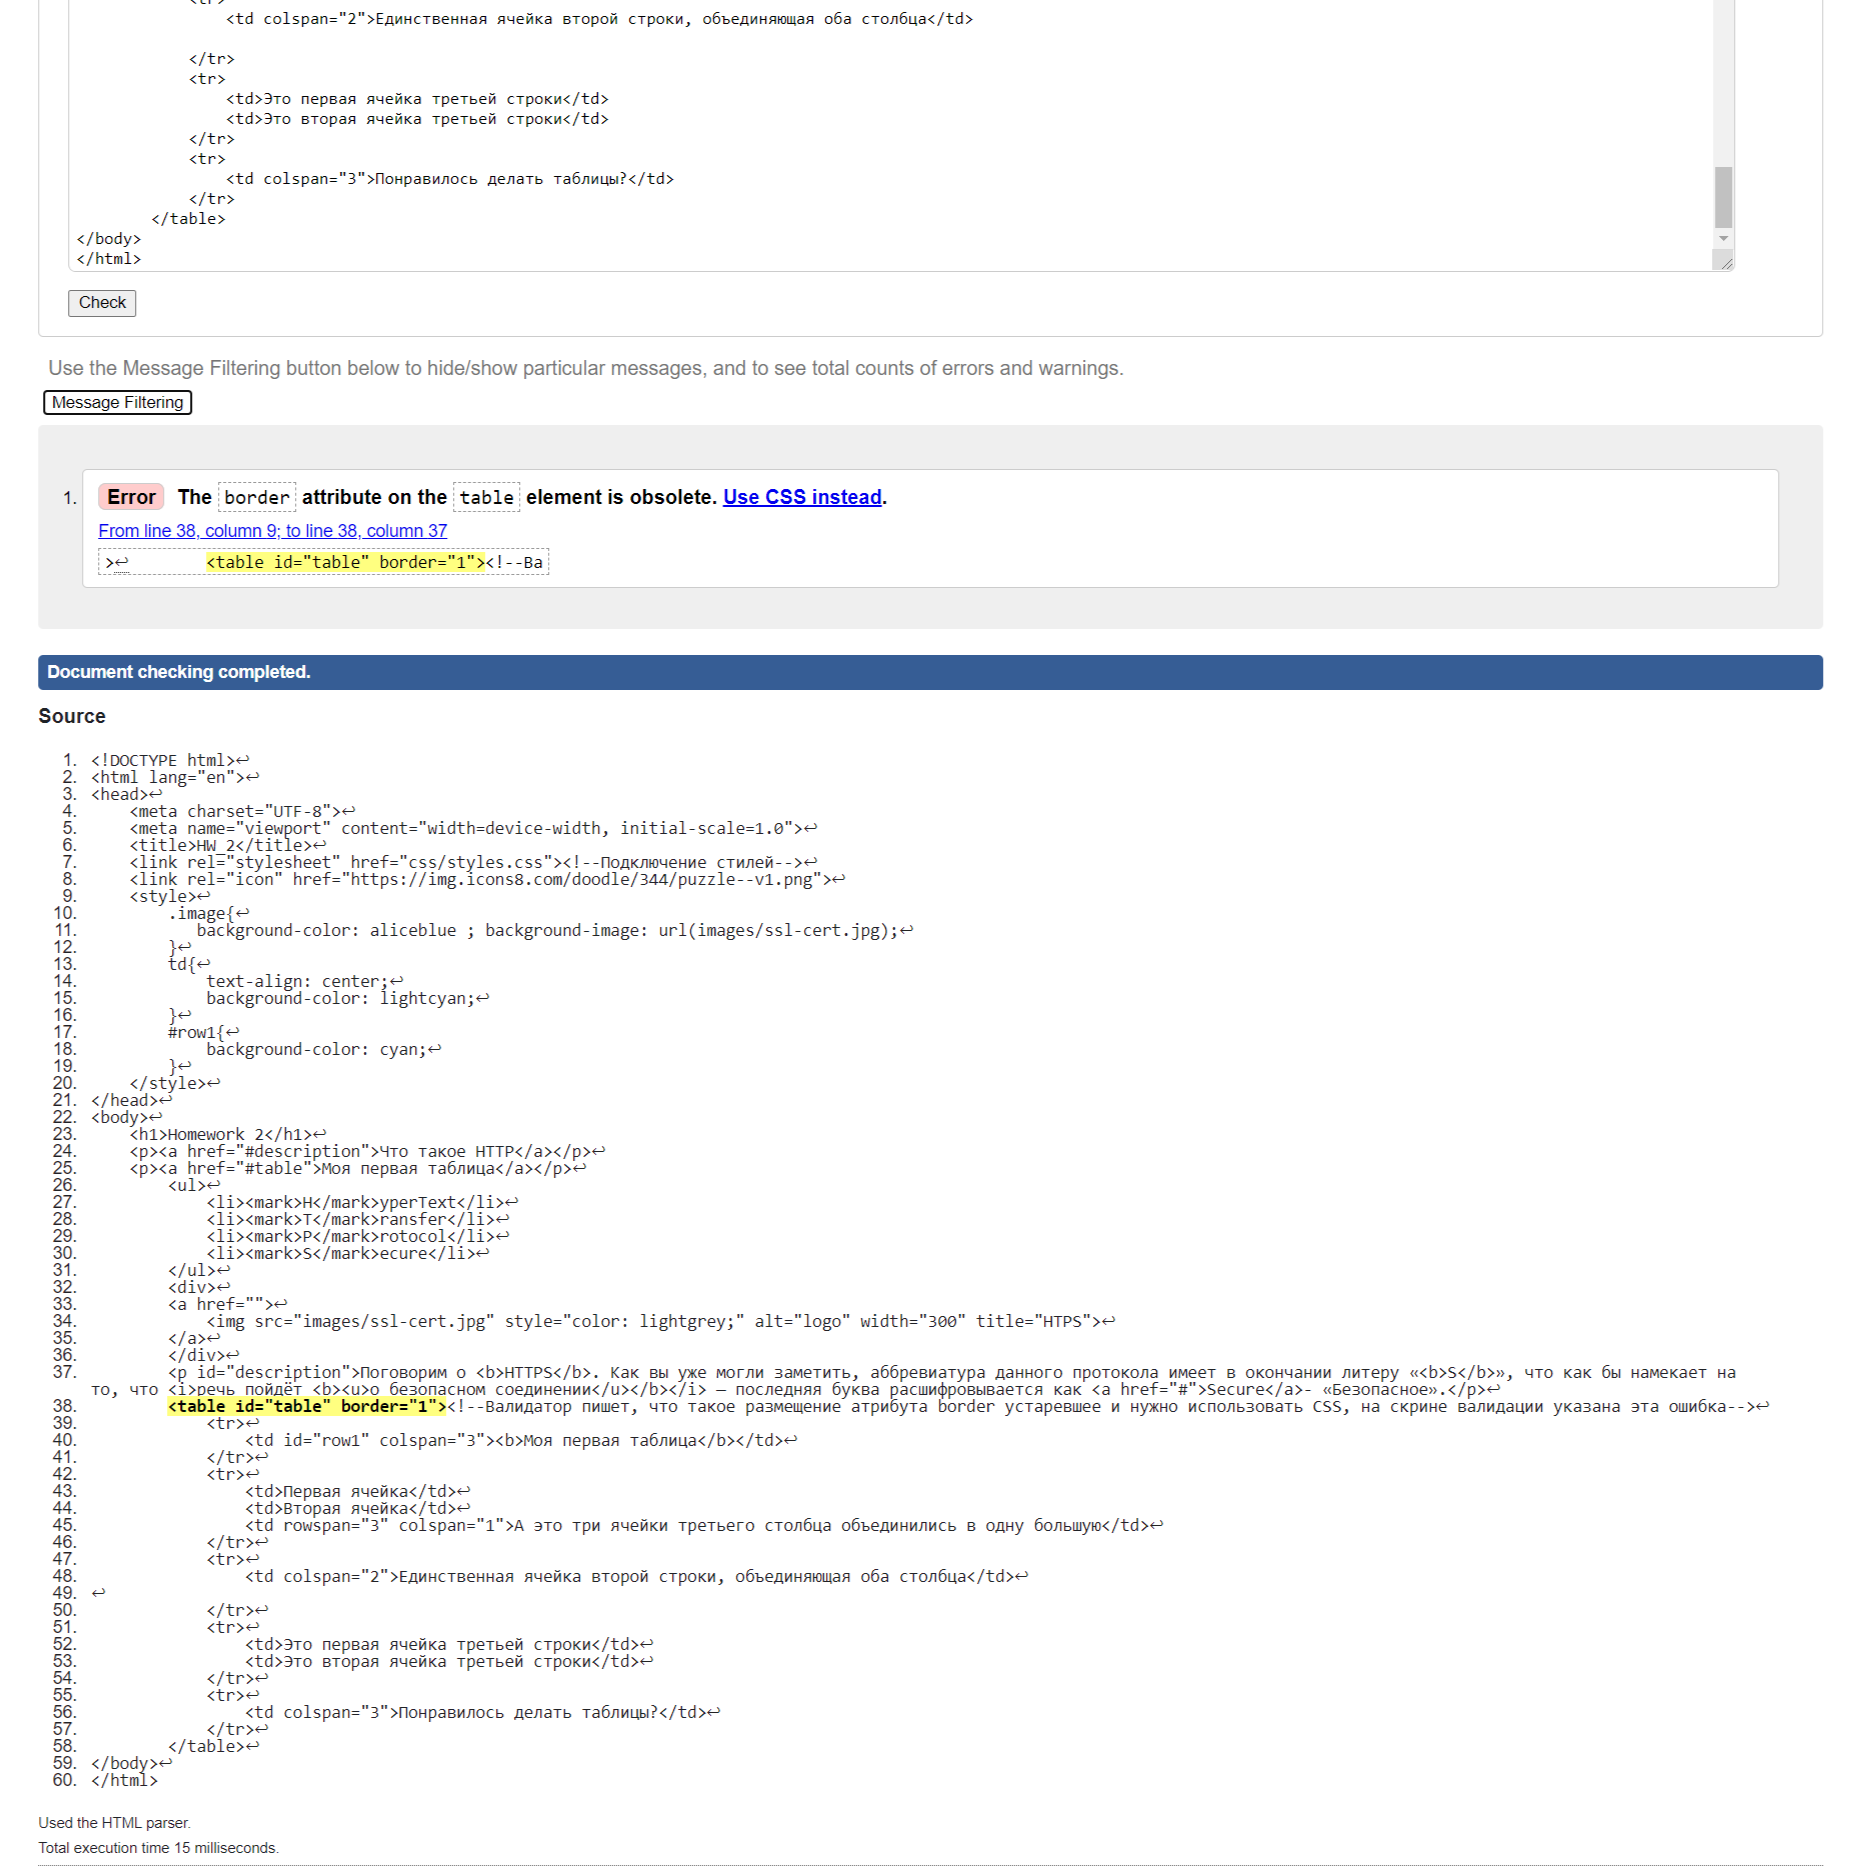 <tr>
<td colspan="2">Единственная ячейка второй строки, объединяющая оба столбца</td>
</tr>
<tr>
<td>Это первая ячейка третьей строки</td>
<td>Это вторая ячейка третьей строки</td>
</tr>
<tr>
<td colspan="3">Понравилось делать таблицы?</td>
</tr>
</table>
</body>
</html>
Check
Use the Message Filtering button below to hide/show particular messages, and to see total counts of errors and warnings.
Message Filtering
1. Error The border attribute on the table element is obsolete. Use CSS instead.
From line 38, column 9; to line 38, column 37
>↩ <table id="table" border="1"><!--Ва
Document checking completed.
Source
1. <!DOCTYPE html>↩
2. <html lang="en">↩
3. <head>↩
4. <meta charset="UTF-8">↩
5. <meta name="viewport" content="width=device-width, initial-scale=1.0">↩
6. <title>HW_2</title>↩
7. <link rel="stylesheet" href="css/styles.css"><!--Подключение стилей-->↩
8. <link rel="icon" href="https://img.icons8.com/doodle/344/puzzle--v1.png">↩
9. <style>↩
10. .image{↩
11. background-color: aliceblue ; background-image: url(images/ssl-cert.jpg);↩
12. }↩
13. td{↩
14. text-align: center;↩
15. background-color: lightcyan;↩
16. }↩
17. #row1{↩
18. background-color: cyan;↩
19. }↩
20. </style>↩
21. </head>↩
22. <body>↩
23. <h1>Homework 2</h1>↩
24. <p><a href="#description">Что такое HTTP</a></p>↩
25. <p><a href="#table">Моя первая таблица</a></p>↩
26. <ul>↩
27. <li><mark>H</mark>yperText</li>↩
28. <li><mark>T</mark>ransfer</li>↩
29. <li><mark>P</mark>rotocol</li>↩
30. <li><mark>S</mark>ecure</li>↩
31. </ul>↩
32. <div>↩
33. <a href="">↩
34. <img src="images/ssl-cert.jpg" style="color: lightgrey;" alt="logo" width="300" title="HTPS">↩
35. </a>↩
36. </div>↩
37. <p id="description">Поговорим о <b>HTTPS</b>. Как вы уже могли заметить, аббревиатура данного протокола имеет в окончании литеру «<b>S</b>», что как бы намекает на
то, что <i>речь пойдёт <b><u>о безопасном соединении</u></b></i> – последняя буква расшифровывается как <a href="#">Secure</a>- «Безопасное».</p>↩
38. <table id="table" border="1"><!--Валидатор пишет, что такое размещение атрибута border устаревшее и нужно использовать CSS, на скрине валидации указана эта ошибка-->↩
39. <tr>↩
40. <td id="row1" colspan="3"><b>Моя первая таблица</b></td>↩
41. </tr>↩
42. <tr>↩
43. <td>Первая ячейка</td>↩
44. <td>Вторая ячейка</td>↩
45. <td rowspan="3" colspan="1">А это три ячейки третьего столбца объединились в одну большую</td>↩
46. </tr>↩
47. <tr>↩
48. <td colspan="2">Единственная ячейка второй строки, объединяющая оба столбца</td>↩
49. ↩
50. </tr>↩
51. <tr>↩
52. <td>Это первая ячейка третьей строки</td>↩
53. <td>Это вторая ячейка третьей строки</td>↩
54. </tr>↩
55. <tr>↩
56. <td colspan="3">Понравилось делать таблицы?</td>↩
57. </tr>↩
58. </table>↩
59. </body>↩
60. </html>
Used the HTML parser.
Total execution time 15 milliseconds.